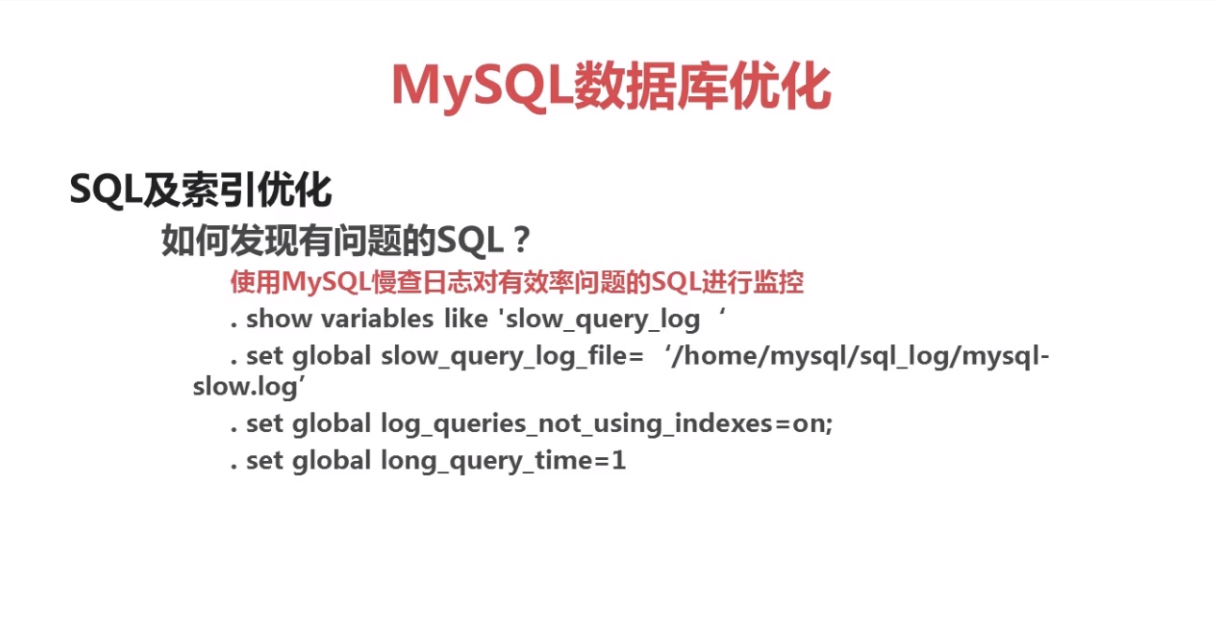 MySQL数据库优化
SQL及索引优化
如何发现有问题的SQL？
使用MySQL慢查日志对有效率问题的SQL进行监控
. show variables like 'slow_query_log‘
. set global slow_query_log_file=‘/home/mysql/sql_log/mysql-
slow.log’
. set global log_queries_not_using_indexes=on;
. set global long_query_time=1